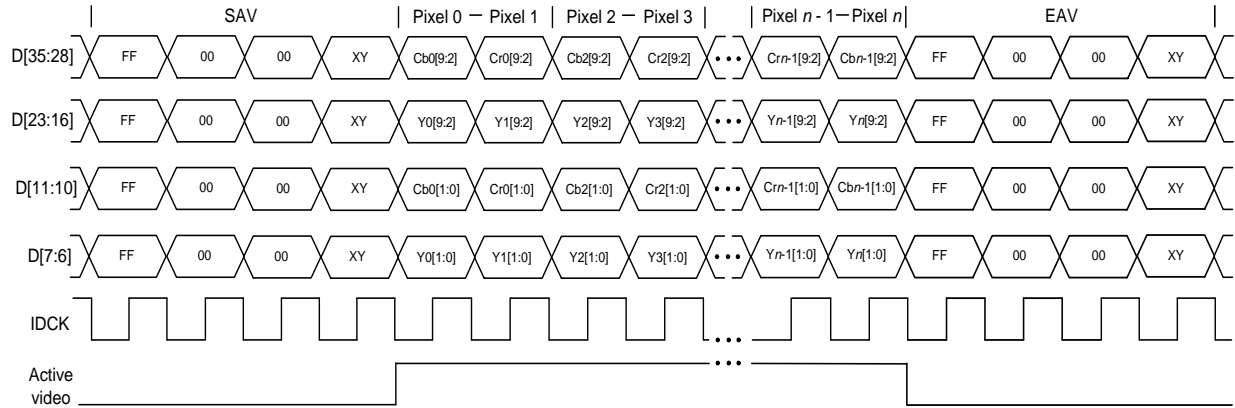 SAV Pixel 0 – Pixel 1 Pixel 2 – Pixel 3 Pixel n - 1 – Pixel n EAV
D[35:28] FF 00 00 XY Cb0[9:2] Cr0[9:2] Cb2[9:2] Cr2[9:2] ••• Crn-1[9:2] Cbn-1[9:2] FF 00 00 XY
D[23:16] FF 00 00 XY Y0[9:2] Y1[9:2] Y2[9:2] Y3[9:2] ••• Yn-1[9:2] Yn[9:2] FF 00 00 XY
D[11:10] FF 00 00 XY Cb0[1:0] Cr0[1:0] Cb2[1:0] Cr2[1:0] ••• Crn-1[1:0] Cbn-1[1:0] FF 00 00 XY
D[7:6] FF 00 00 XY Y0[1:0] Y1[1:0] Y2[1:0] Y3[1:0] ••• Yn-1[1:0] Yn[1:0] FF 00 00 XY
IDCK •••
Active •••
video